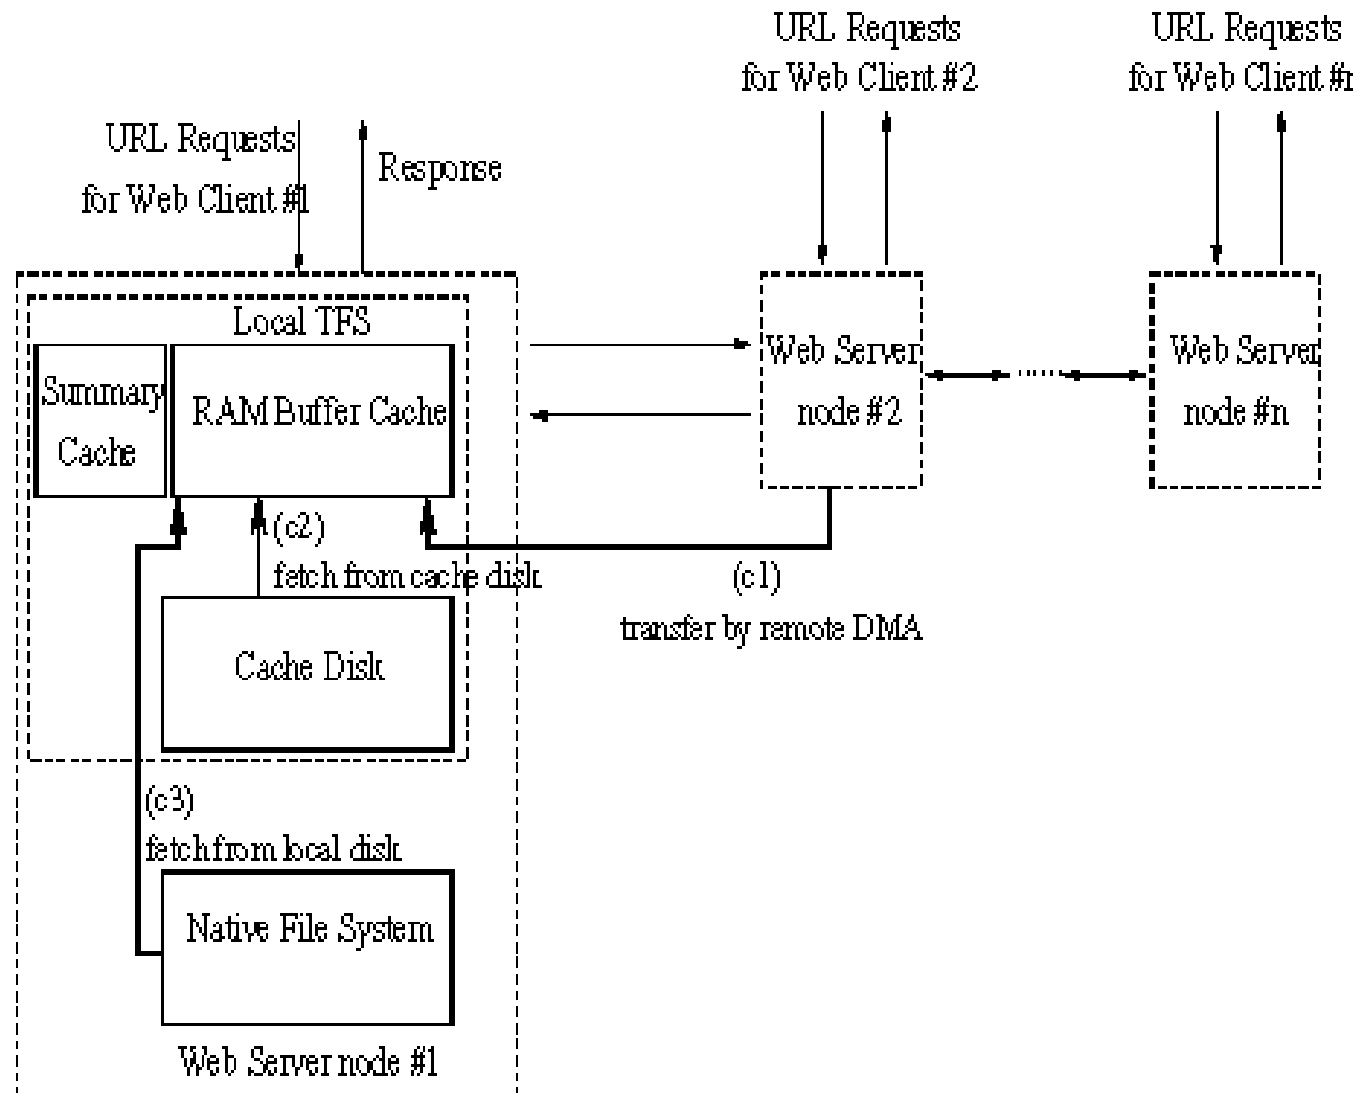 URL Requests
for Web Client #2
URL Requests
for Web Client #n
URL Requests
for Web Client #1
Response
Local TFS
Summary
Cache
RAM Buffer Cache
Web Server
node #2
Web Server
node #n
(c2)
fetch from cache disk
(c1)
transfer by remote DMA
Cache Disk
(c3)
fetch from local disk
Native File System
Web Server node #1